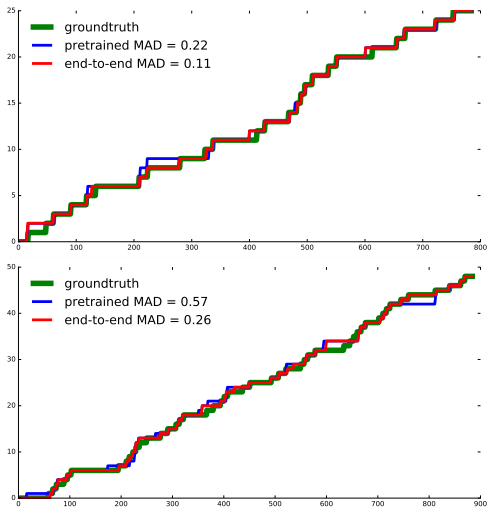 25
20
15
10
5
0
groundtruth
pretrained MAD = 0.22
end-to-end MAD = 0.11
0 100 200 300 400 500 600 700 800
50
40
30
20
10
0
groundtruth
pretrained MAD = 0.57
end-to-end MAD = 0.26
0 100 200 300 400 500 600 700 800 900